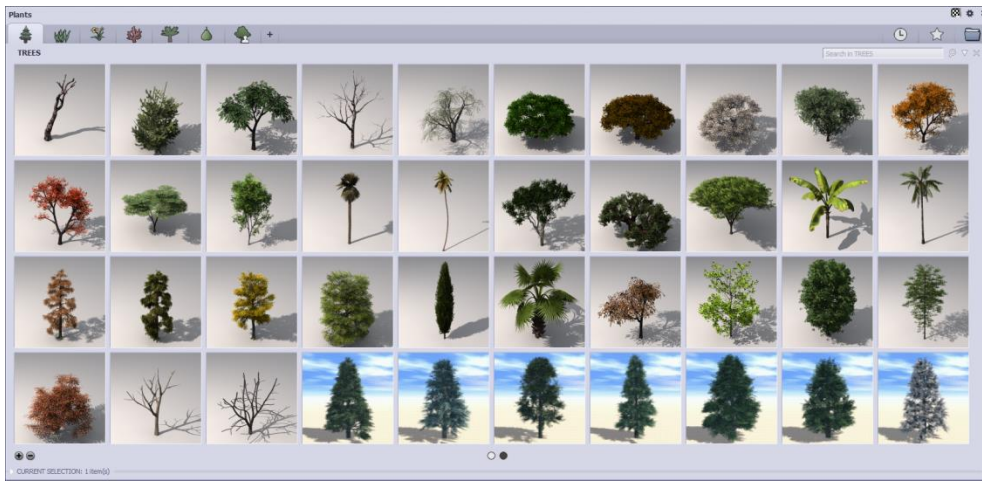 Plants
+
TREES
Search in TREES
CURRENT SELECTION: 1 item(s)